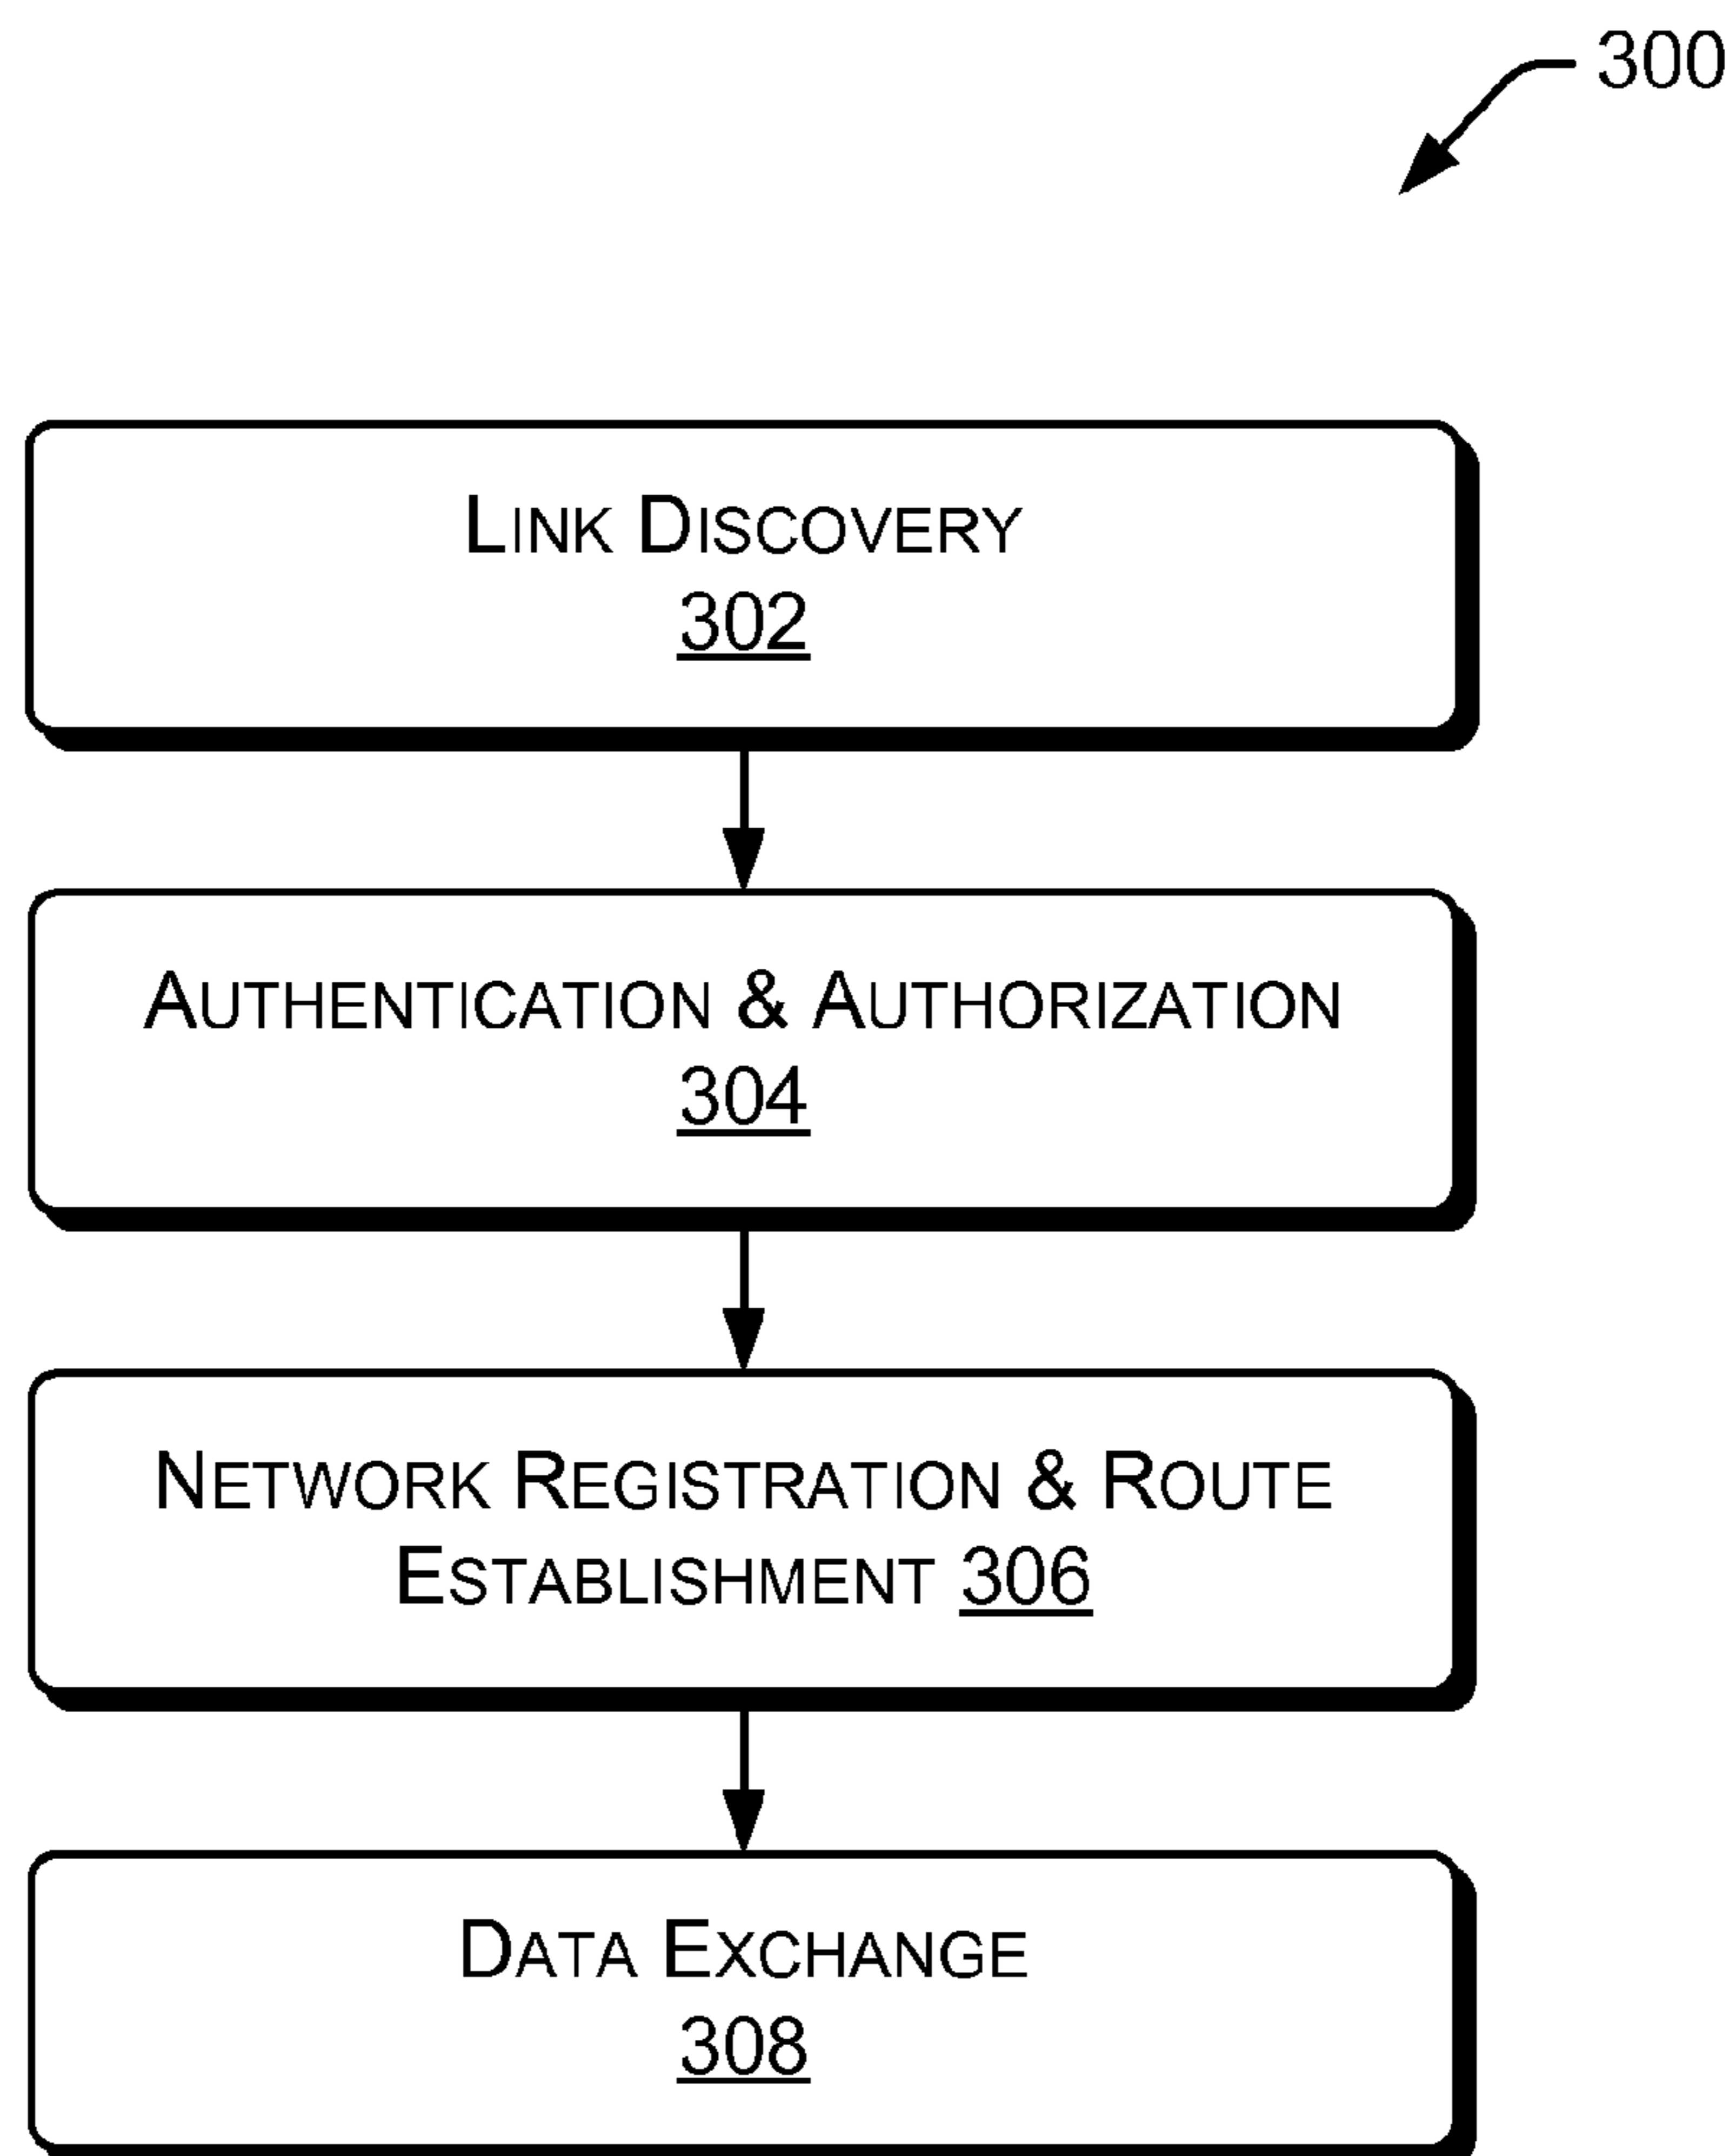 300
LINK DISCOVERY
302
AUTHENTICATION & AUTHORIZATION
304
NETWORK REGISTRATION & ROUTE
ESTABLISHMENT 306
DATA EXCHANGE
308